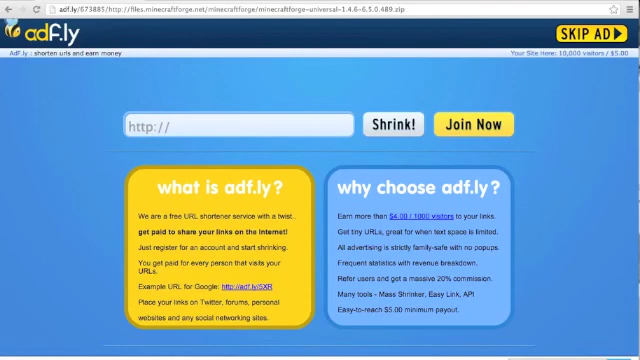 adf.ly/673885/http://files.minecraftforge.net/minecraftforge/minecraftforge-universal-1.4.6-6.5.0.489.zip
adf.ly
SKIP AD
AdF.ly : shorten urls and earn money
Your Site Here: 10,000 visitors / $5.00
http://
Shrink!
Join Now
what is adf.ly?
We are a free URL shortener service with a twist..
get paid to share your links on the Internet!
Just register for an account and start shrinking.
You get paid for every person that visits your
URLs.
Example URL for Google: http://adf.ly/5XR
Place your links on Twitter, forums, personal
websites and any social networking sites.
why choose adf.ly?
Earn more than $4.00 / 1000 visitors to your links.
Get tiny URLs, great for when text space is limited.
All advertising is strictly family-safe with no popups.
Frequent statistics with revenue breakdown.
Refer users and get a massive 20% commission.
Many tools - Mass Shrinker, Easy Link, API
Easy-to-reach $5.00 minimum payout.